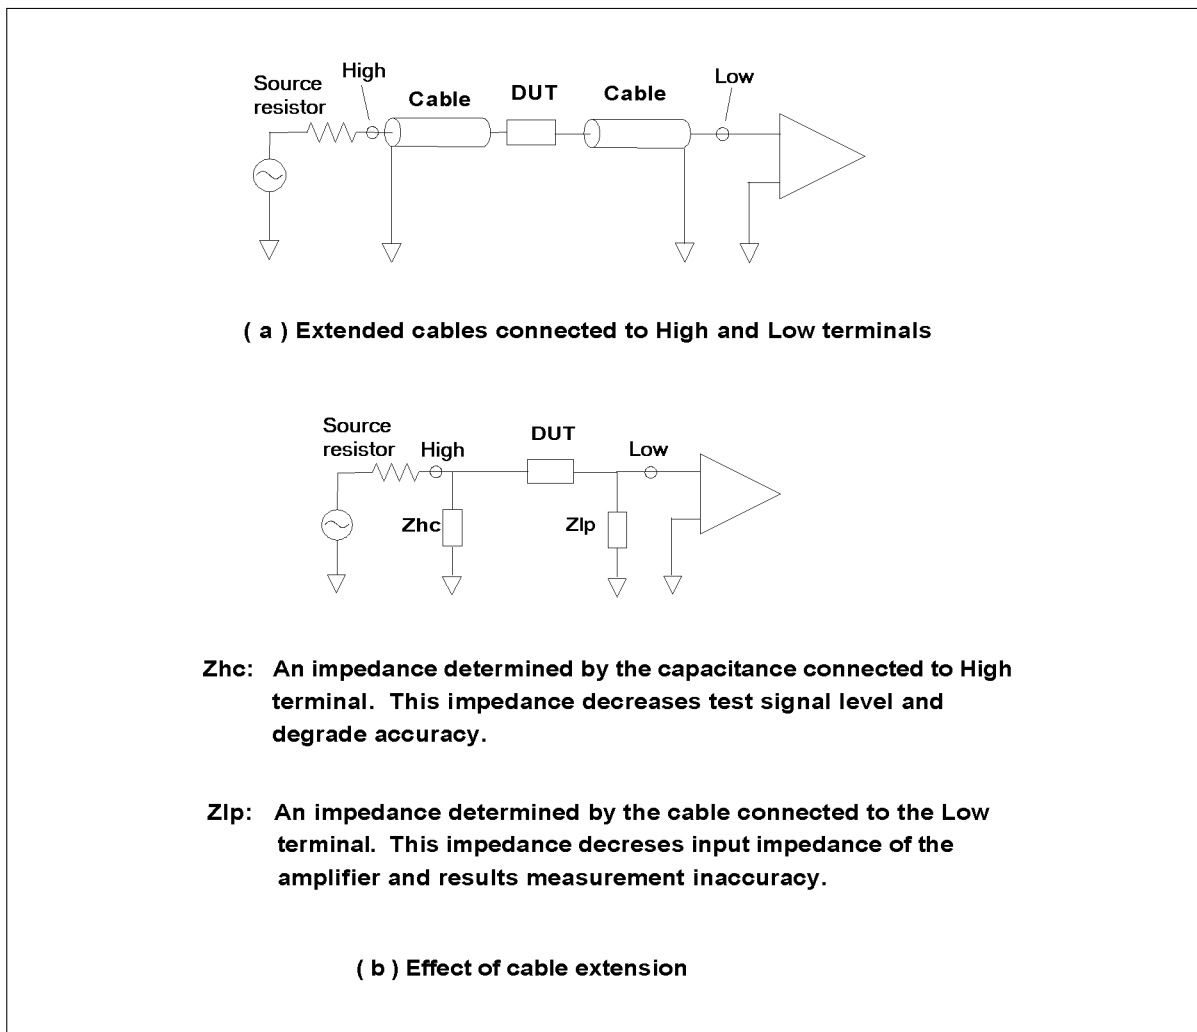 High
Source
resistor
Cable
DUT
Cable
Low
( a ) Extended cables connected to High and Low terminals
Source
resistor
High
DUT
Low
Zhc
Zlp
Zhc: An impedance determined by the capacitance connected to High
terminal. This impedance decreases test signal level and
degrade accuracy.
Zlp: An impedance determined by the cable connected to the Low
terminal. This impedance decreses input impedance of the
amplifier and results measurement inaccuracy.
( b ) Effect of cable extension